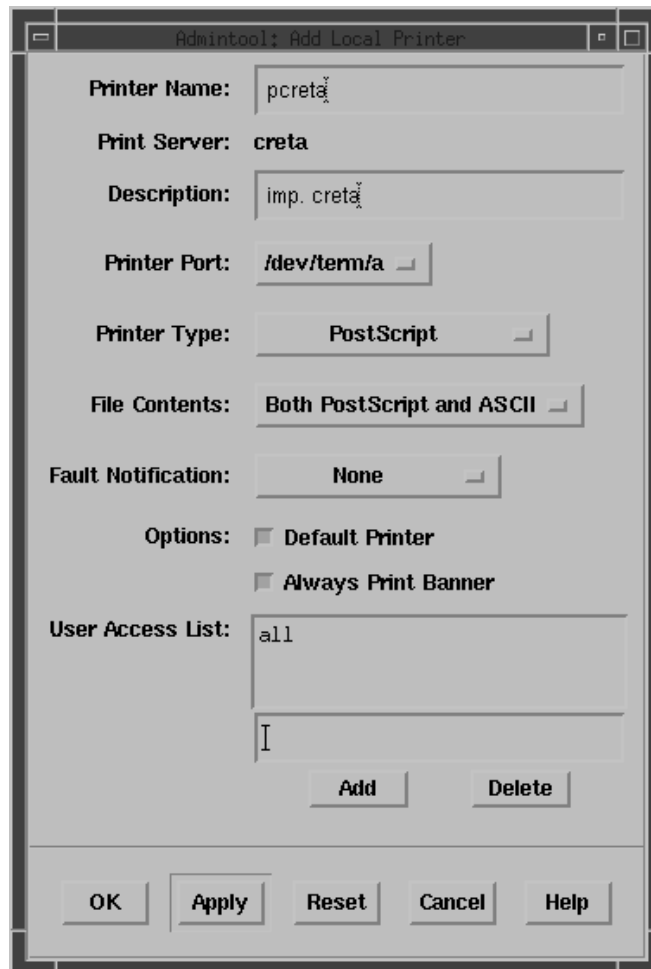 Admintool: Add Local Printer
Printer Name: pcreta
Print Server: creta
Description: imp. creta
Printer Port: /dev/term/a
Printer Type: PostScript
File Contents: Both PostScript and ASCII
Fault Notification: None
Options: Default Printer
Always Print Banner
User Access List: all
Add Delete
OK Apply Reset Cancel Help